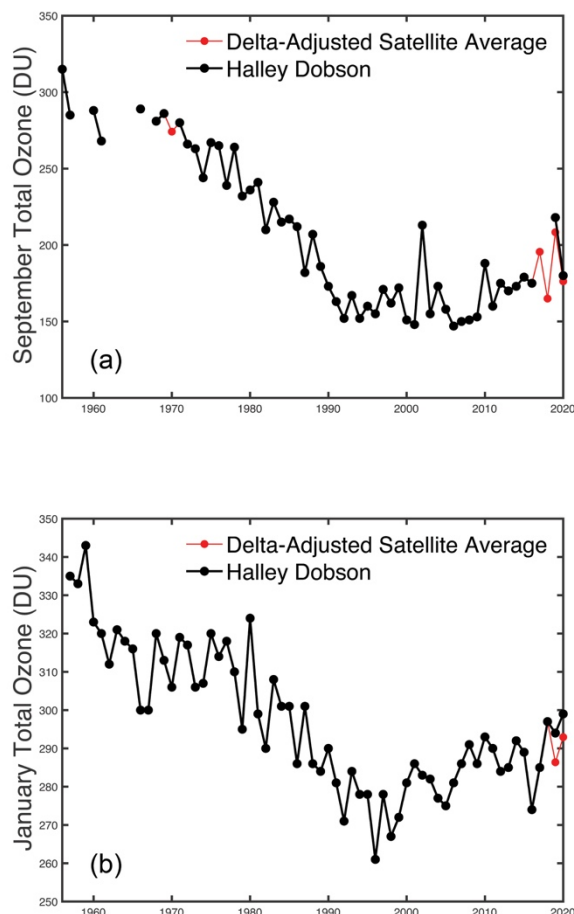 350
Delta-Adjusted Satellite Average
Halley Dobson
300
250
200
150
100
September Total Ozone (DU)
(a)
1960 1970 1980 1990 2000 2010 2020
350
Delta-Adjusted Satellite Average
Halley Dobson
340
330
320
310
300
290
280
270
260
250
January Total Ozone (DU)
(b)
1960 1970 1980 1990 2000 2010 2020